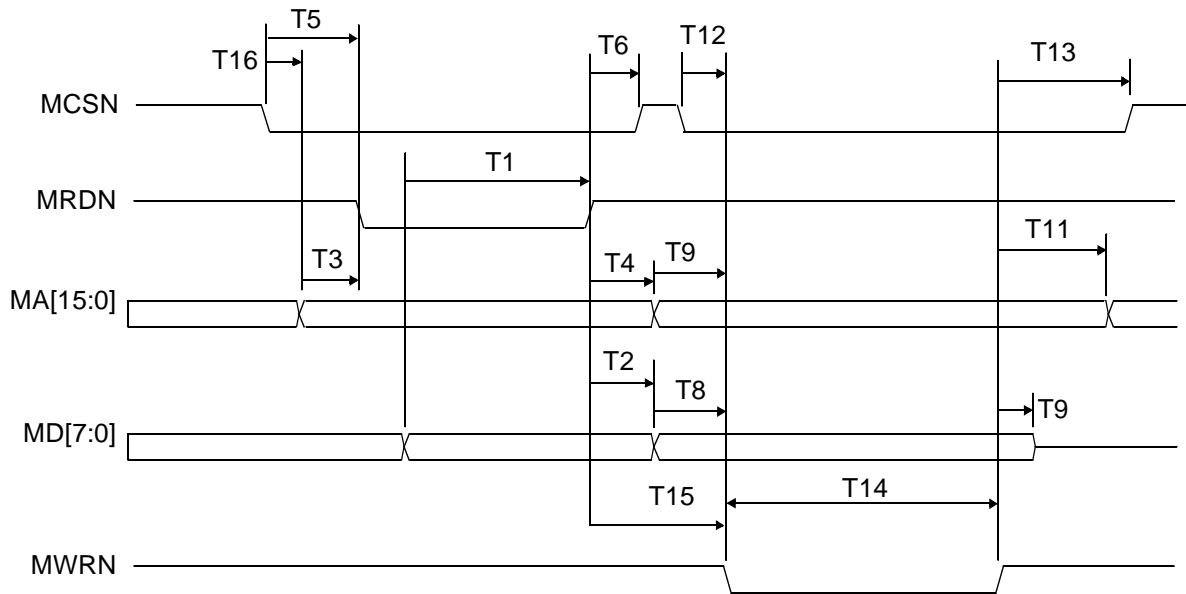 T5
T12
T6
T16
T13
MCSN
T1
MRDN
T11
T3
T4
T9
MA[15:0]
T2
T8
T9
MD[7:0]
T15
T14
MWRN